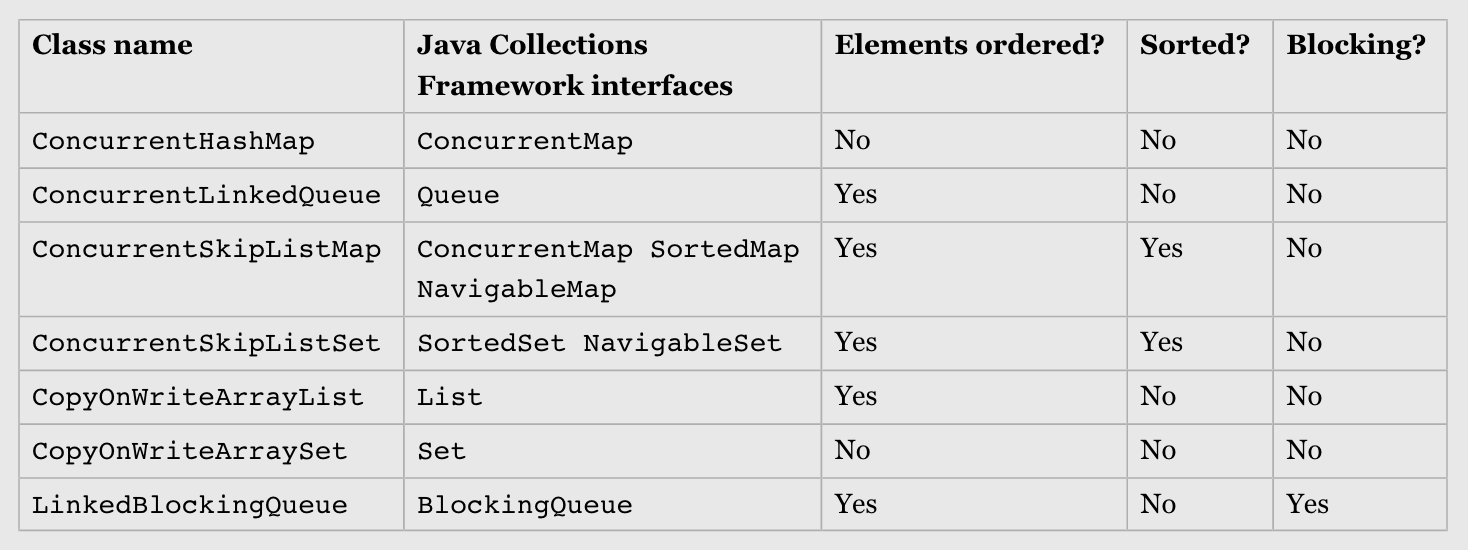 Class name Java Collections Elements ordered? Sorted? Blocking?
Framework interfaces
ConcurrentHashMap ConcurrentMap No No No
ConcurrentLinkedQueue Queue Yes No No
ConcurrentSkipListMap ConcurrentMap SortedMap Yes Yes No
NavigableMap
ConcurrentSkipListSet SortedSet NavigableSet Yes Yes No
CopyOnWriteArrayList List Yes No No
CopyOnWriteArraySet Set No No No
LinkedBlockingQueue BlockingQueue Yes No Yes